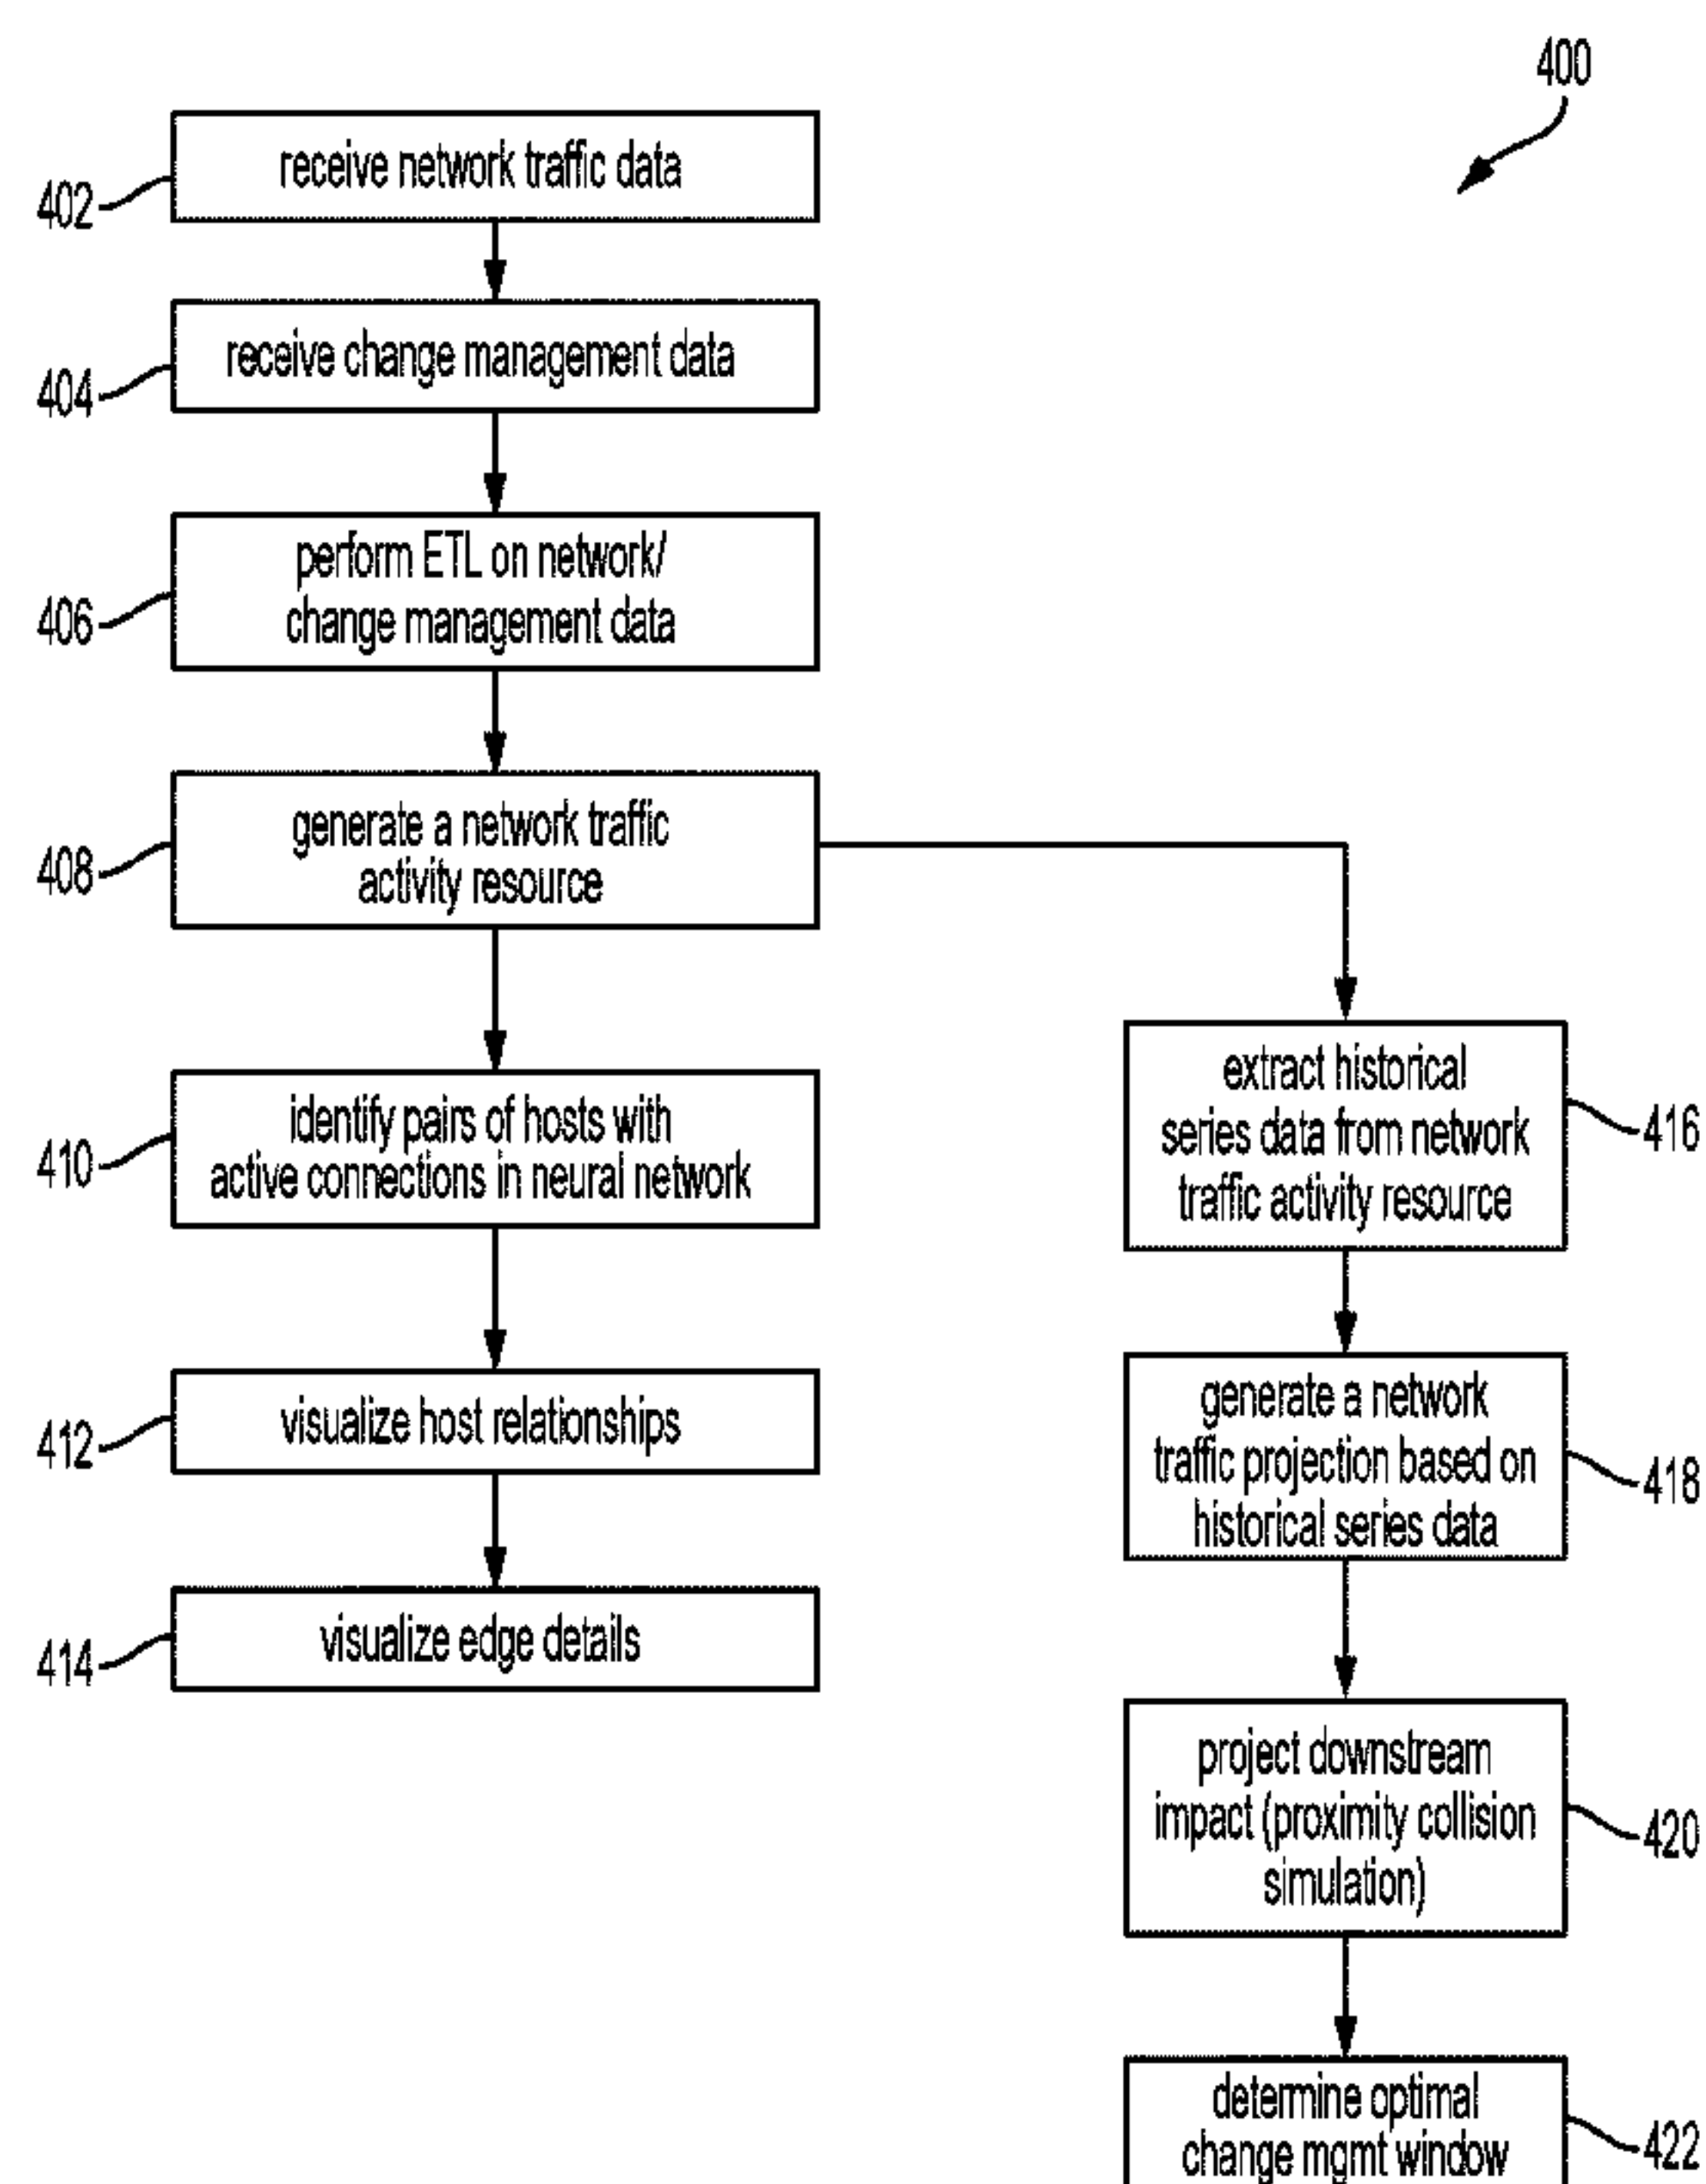 400
402
receive network traffic data
404
receive change management data
406
perform ETL on network/
change management data
408
generate a network traffic
activity resource
410
identify pairs of hosts with
active connections in neural network
412
visualize host relationships
414
visualize edge details
extract historical
series data from network
traffic activity resource
416
generate a network
traffic projection based on
historical series data
418
project downstream
impact (proximity collision
simulation)
420
determine optimal
change mgmt window
422